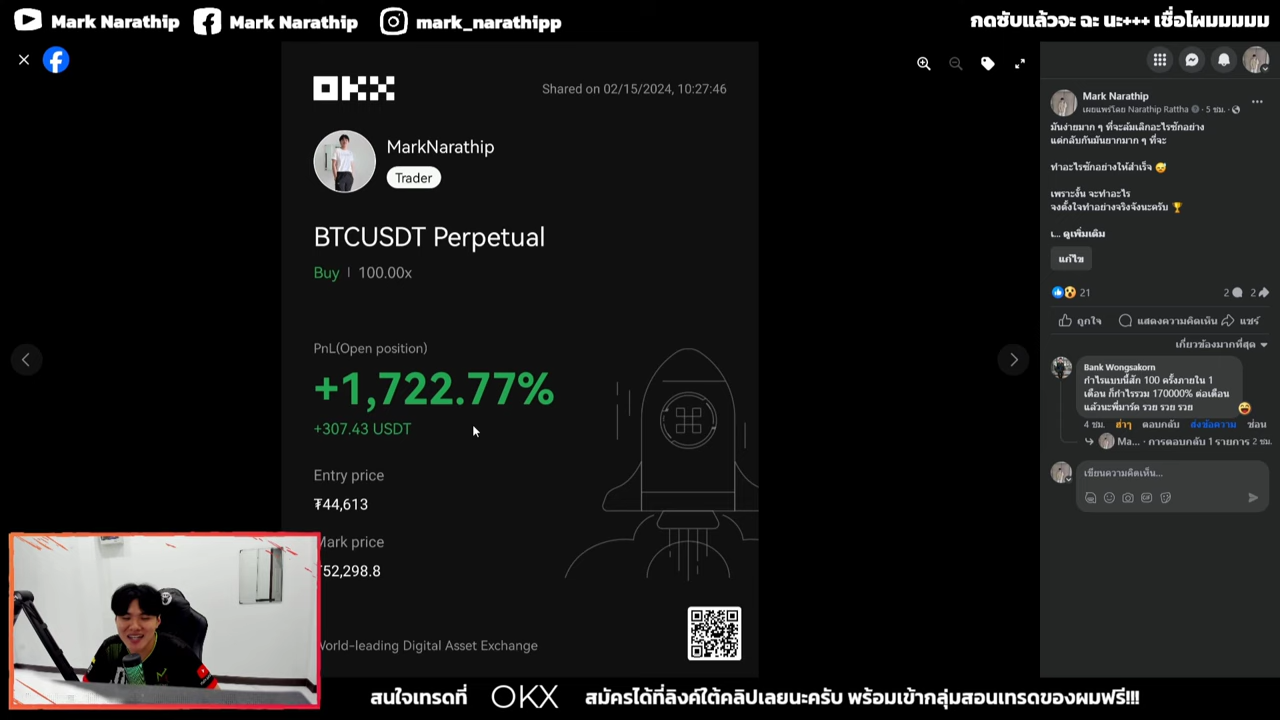 Mark Narathip
Mark Narathip
mark_narathipp
กดซับแล้วจะ ฉะ นะ+++ เชื่อโผมมมมม
OKX
Shared on 02/15/2024, 10:27:46
MarkNarathip
Trader
BTCUSDT Perpetual
Buy | 100.00x
PnL(Open position)
+1,722.77%
+307.43 USDT
Entry price
₮44,613
Mark price
52,298.8
World-leading Digital Asset Exchange
Mark Narathip
เผยแพร่โดย Narathip Rattha · 5 ชม. ·
มันง่ายมาก ๆ ที่จะล้มเลิกอะไรซักอย่าง
แต่กลับกันมันยากมาก ๆ ที่จะ
ทำอะไรซักอย่างให้สำเร็จ 😅
เพราะงั้น จะทำอะไร
จงตั้งใจทำอย่างจริงจังนะครับ 🏆
เ... ดูเพิ่มเติม
แก้ไข
21
2
2
ถูกใจ
แสดงความคิดเห็น
แชร์
เกี่ยวข้องมากที่สุด
Bank Wongsakorn
กำไรแบบนี้สัก 100 ครั้งภายใน 1
เดือน ก็กำไรรวม 170000% ต่อเดือน
แล้วนะพี่มาร์ค รวย รวย รวย
4 ชม. ฮ่าๆ ตอบกลับ ส่งข้อความ ซ่อน
Ma... · การตอบกลับ 1 รายการ 2 ชม.
เขียนความคิดเห็น...
สนใจเทรดที่ OKX สมัครได้ที่ลิงค์ใต้คลิปเลยนะครับ พร้อมเข้ากลุ่มสอนเทรดของผมฟรี!!!